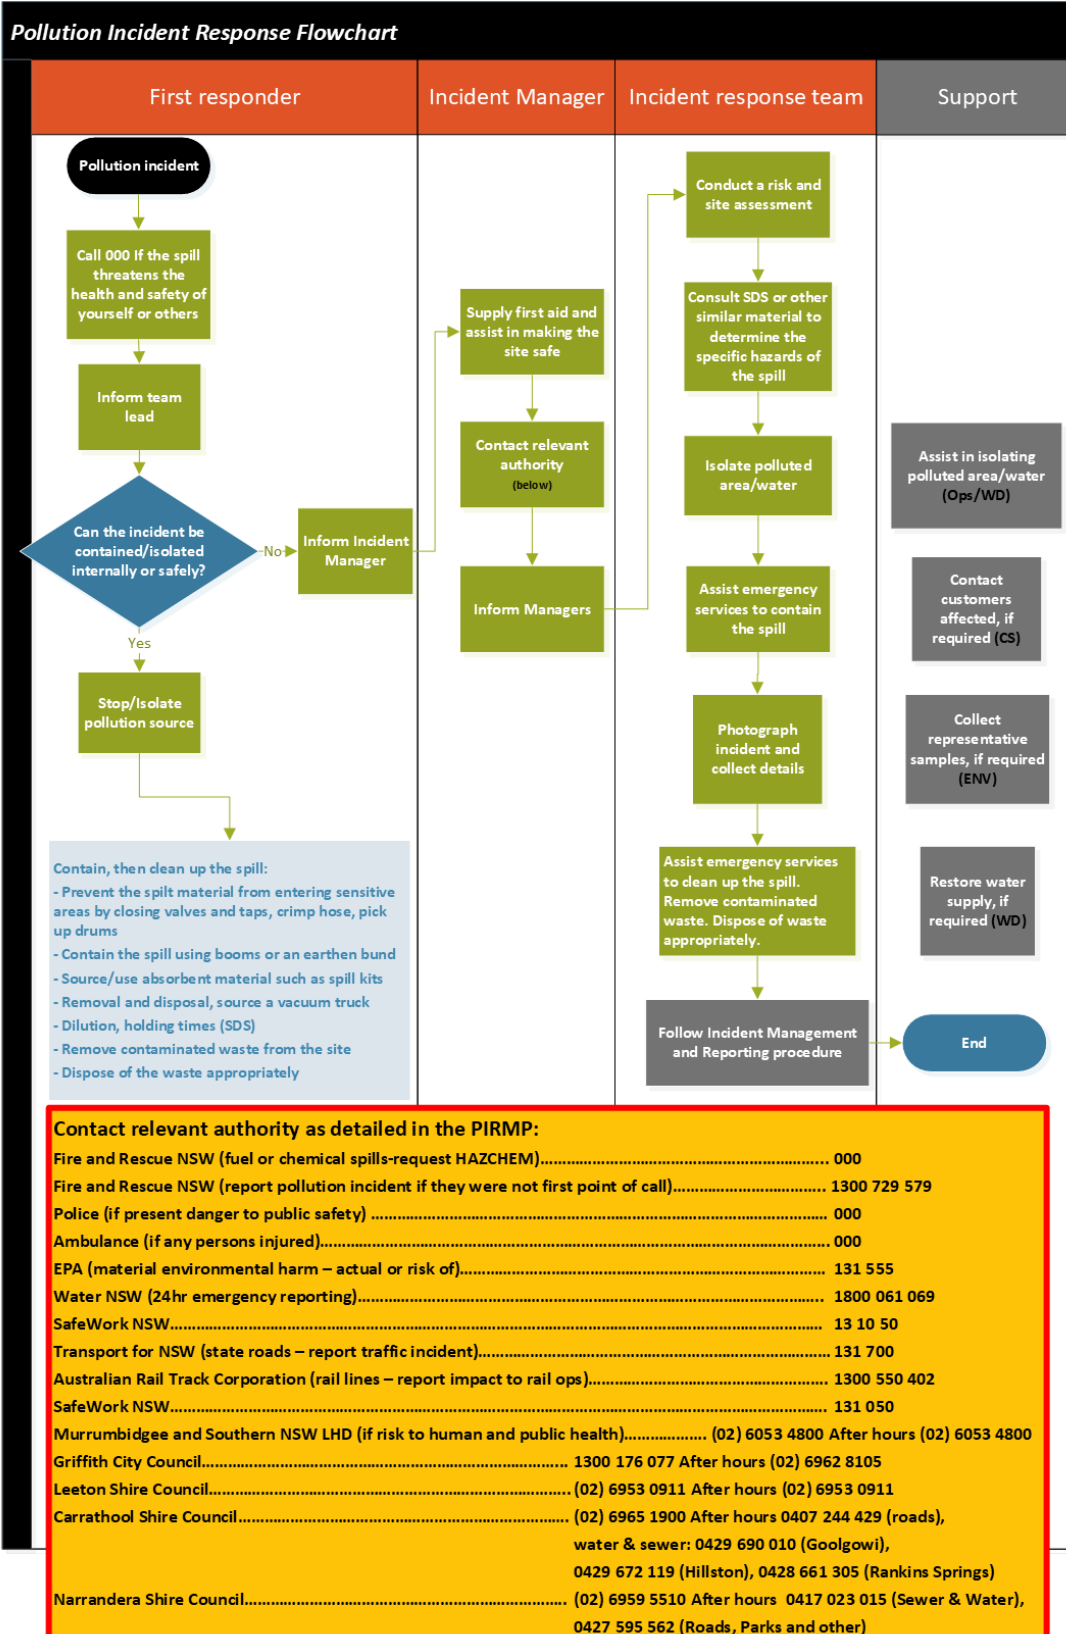 Pollution Incident Response Flowchart
First responder
Incident Manager
Incident response team
Support
Pollution incident
Call 000 If the spill
threatens the
health and safety of
yourself or others
Inform team
lead
Can the incident be
contained/isolated
internally or safely?
No
Inform Incident
Manager
Yes
Stop/Isolate
pollution source
Contain, then clean up the spill:
- Prevent the spilt material from entering sensitive
areas by closing valves and taps, crimp hose, pick
up drums
- Contain the spill using booms or an earthen bund
- Source/use absorbent material such as spill kits
- Removal and disposal, source a vacuum truck
- Dilution, holding times (SDS)
- Remove contaminated waste from the site
- Dispose of the waste appropriately
Supply first aid and
assist in making the
site safe
Contact relevant
authority
(below)
Inform Managers
Conduct a risk and
site assessment
Consult SDS or other
similar material to
determine the
specific hazards of
the spill
Isolate polluted
area/water
Assist emergency
services to contain
the spill
Photograph
incident and
collect details
Assist emergency services
to clean up the spill.
Remove contaminated
waste. Dispose of waste
appropriately.
Follow Incident Management
and Reporting procedure
Assist in isolating
polluted area/water
(Ops/WD)
Contact
customers
affected, if
required (CS)
Collect
representative
samples, if required
(ENV)
Restore water
supply, if
required (WD)
End
Contact relevant authority as detailed in the PIRMP:
Fire and Rescue NSW (fuel or chemical spills-request HAZCHEM)........................................................ 000
Fire and Rescue NSW (report pollution incident if they were not first point of call).............................. 1300 729 579
Police (if present danger to public safety) ........................................................................................ 000
Ambulance (if any persons injured)................................................................................................... 000
EPA (material environmental harm – actual or risk of)...................................................................... 131 555
Water NSW (24hr emergency reporting).......................................................................................... 1800 061 069
SafeWork NSW............................................................................................................................... 13 10 50
Transport for NSW (state roads – report traffic incident)................................................................... 131 700
Australian Rail Track Corporation (rail lines – report impact to rail ops).............................................. 1300 550 402
SafeWork NSW............................................................................................................................... 131 050
Murrumbidgee and Southern NSW LHD (if risk to human and public health)................ (02) 6053 4800 After hours (02) 6053 4800
Griffith City Council....................................................................... 1300 176 077 After hours (02) 6962 8105
Leeton Shire Council...................................................................... (02) 6953 0911 After hours (02) 6953 0911
Carrathool Shire Council................................................................ (02) 6965 1900 After hours 0407 244 429 (roads),
water & sewer: 0429 690 010 (Goolgowi),
0429 672 119 (Hillston), 0428 661 305 (Rankins Springs)
Narrandera Shire Council............................................................... (02) 6959 5510 After hours 0417 023 015 (Sewer & Water),
0427 595 562 (Roads, Parks and other)